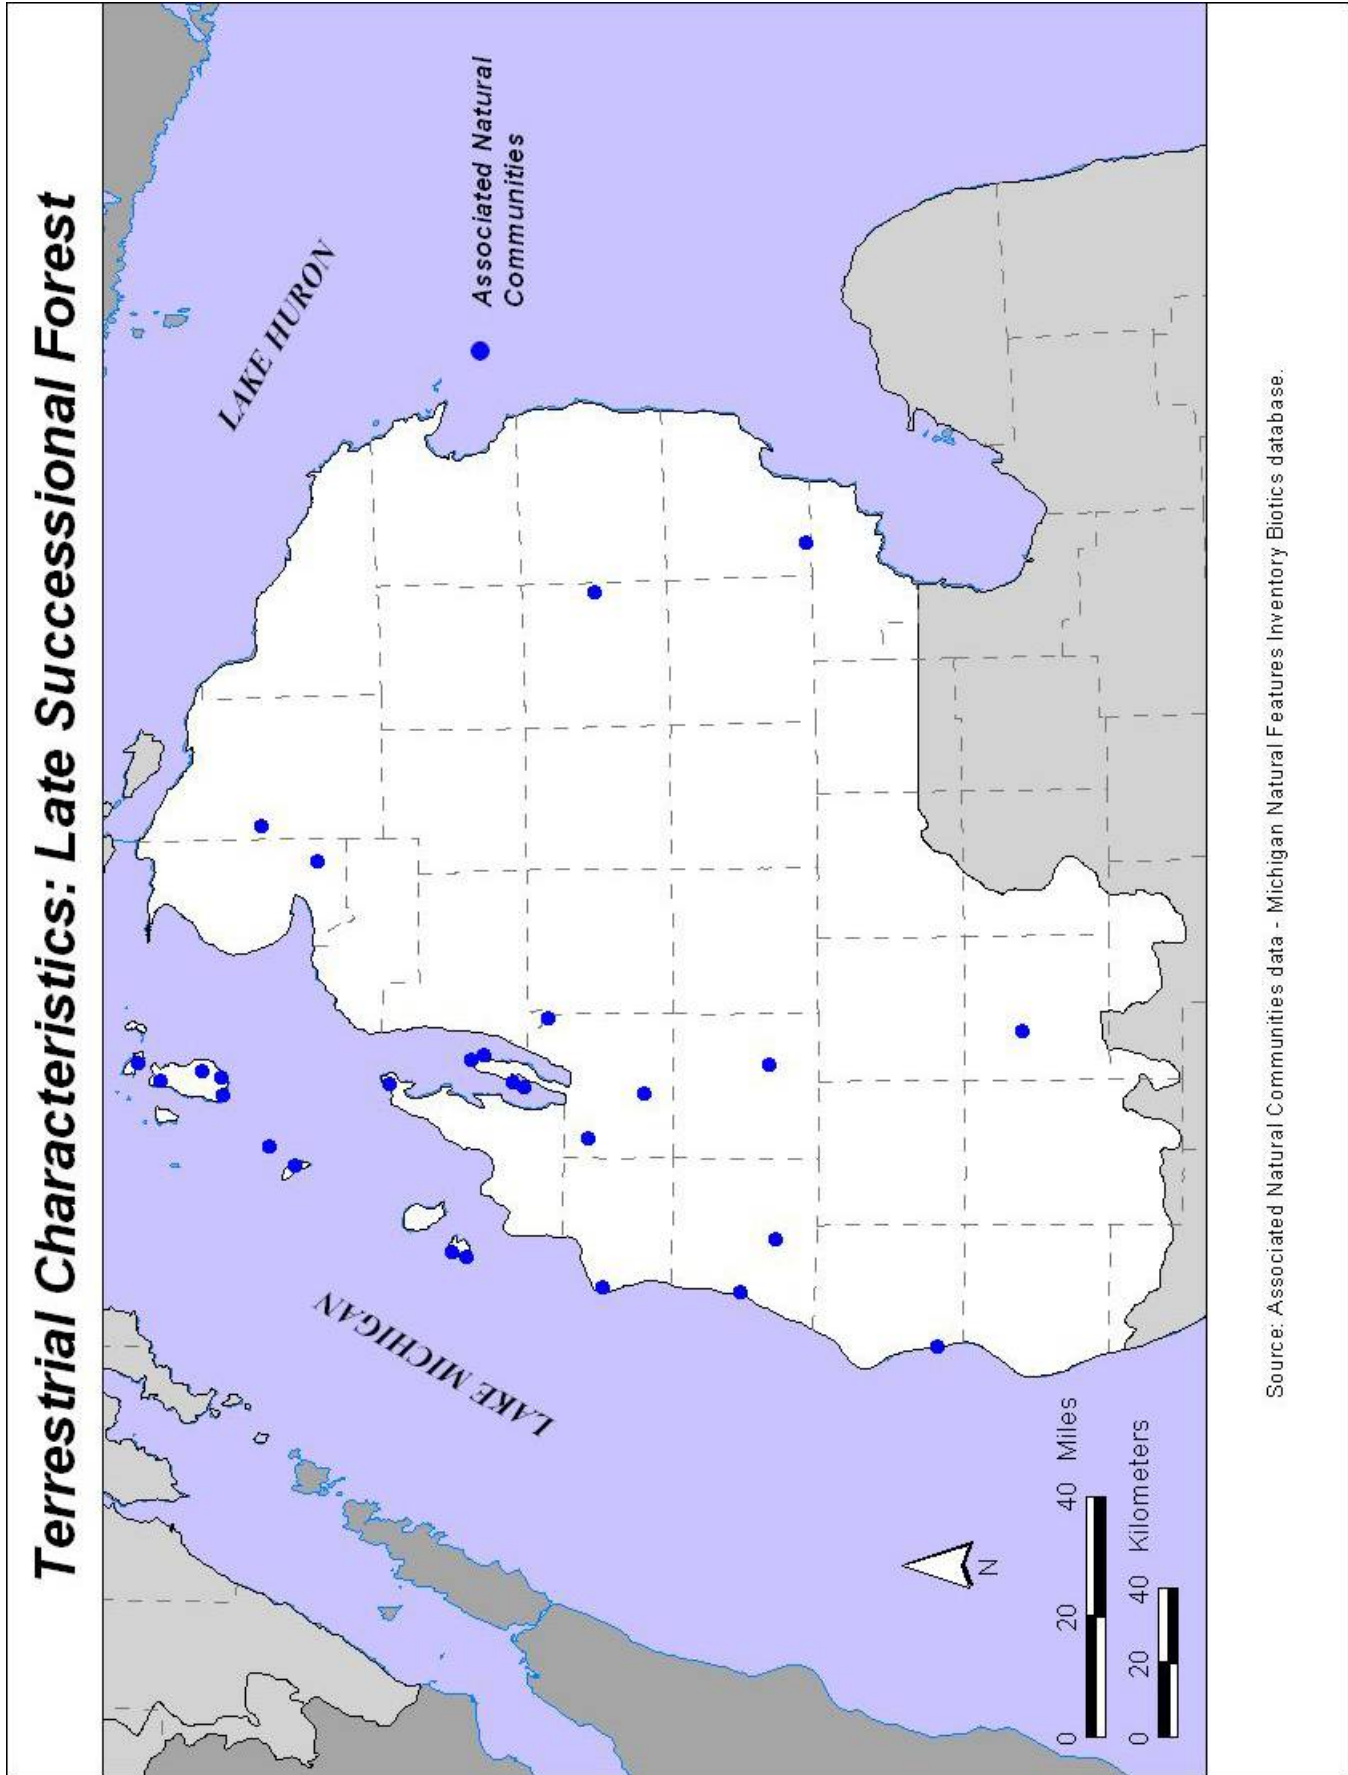 Terrestrial Characteristics: Late Successional Forest
LAKE HURON
Associated Natural
Communities
LAKE MICHIGAN
N
0 20 40 Miles
0 20 40 Kilometers
Source: Associated Natural Communities data - Michigan Natural Features Inventory Biotics database.